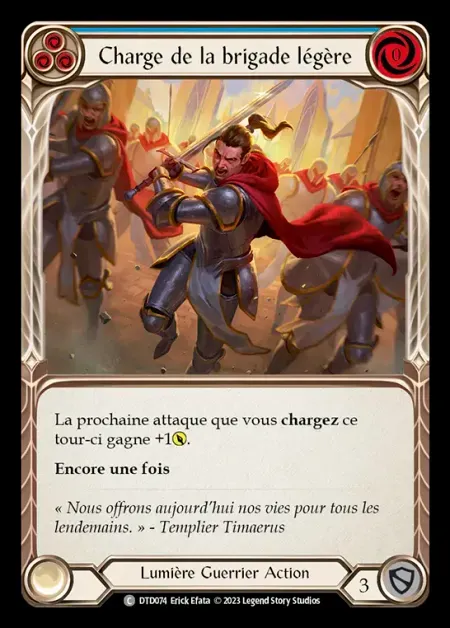 Charge de la brigade légère
0
La prochaine attaque que vous chargez ce
tour-ci gagne +1.
Encore une fois
« Nous offrons aujourd'hui nos vies pour tous les
lendemains. » - Templier Timaerus
Lumière Guerrier Action
3
C DTD074 Erick Efata © 2023 Legend Story Studios